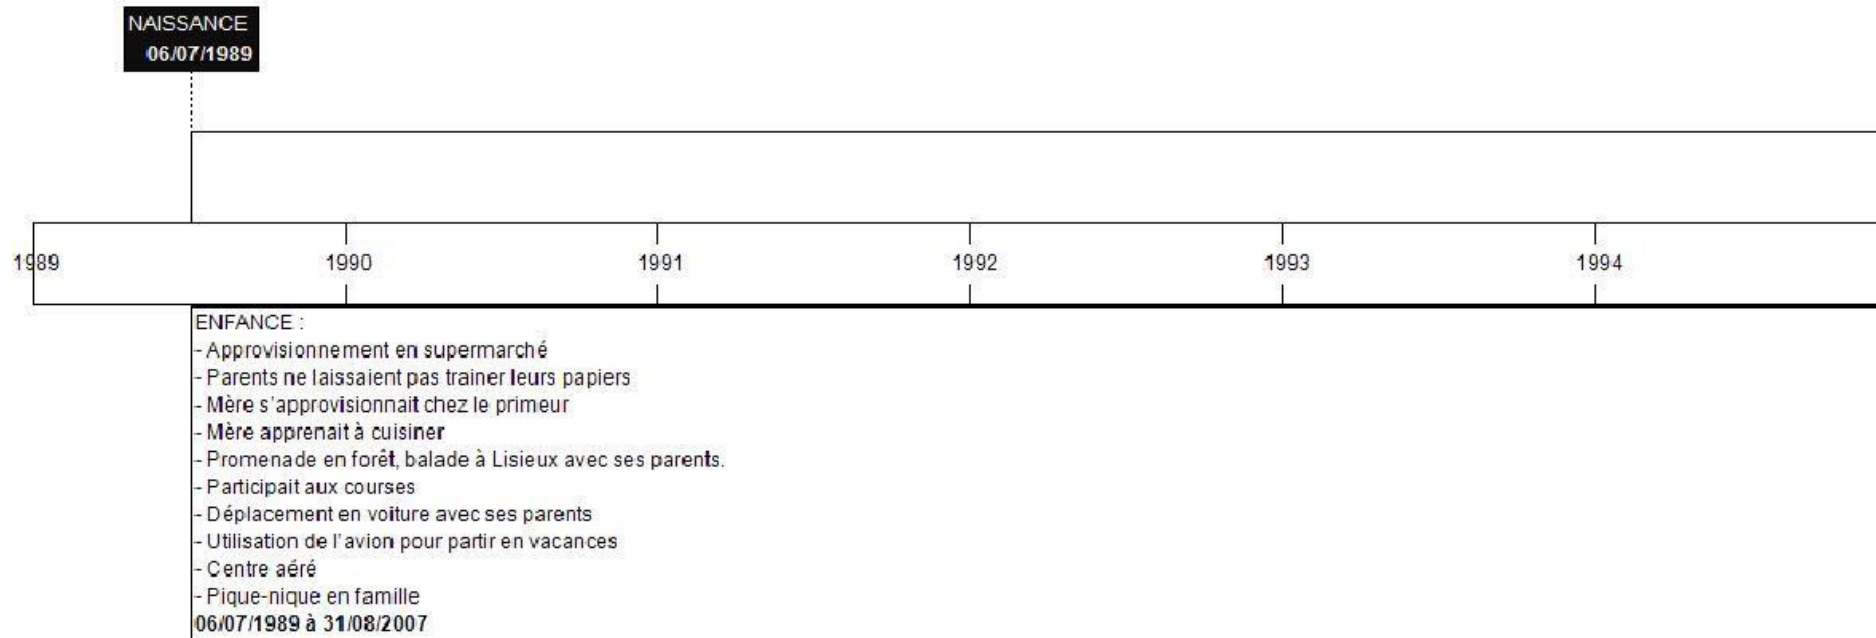 NAISSANCE
06/07/1989
1989 1990 1991 1992 1993 1994
ENFANCE :
- Approvisionnement en supermarché
- Parents ne laissaient pas trainer leurs papiers
- Mère s'approvisionnait chez le primeur
- Mère apprenait à cuisiner
- Promenade en forêt, balade à Lisieux avec ses parents.
- Participait aux courses
- Déplacement en voiture avec ses parents
- Utilisation de l'avion pour partir en vacances
- Centre aéré
- Pique-nique en famille
06/07/1989 à 31/08/2007